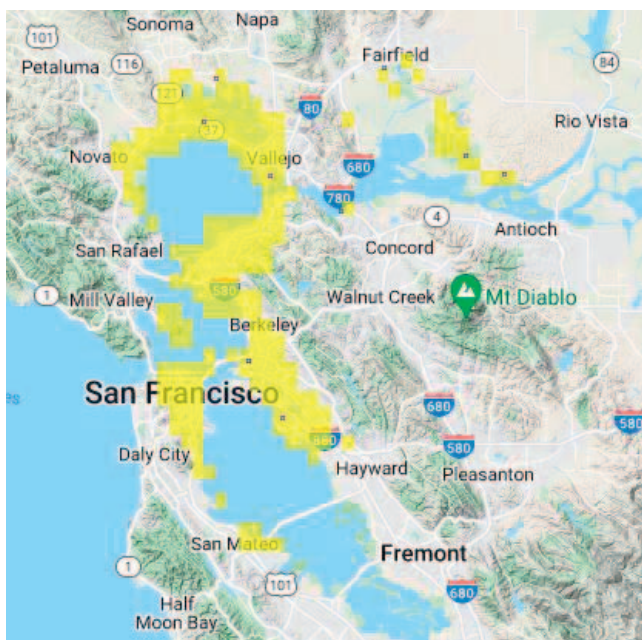 Sonoma
Napa
101
Petaluma
116
Fairfield
84
121
80
37
Rio Vista
Novato
Vallejo
680
780
4
San Rafael
Concord
Antioch
1
Mill Valley
580
Walnut Creek
Mt Diablo
Berkeley
San Francisco
680
580
Daly City
880
580
Hayward
Pleasanton
San Mateo
Fremont
1
101
680
Half
Moon Bay